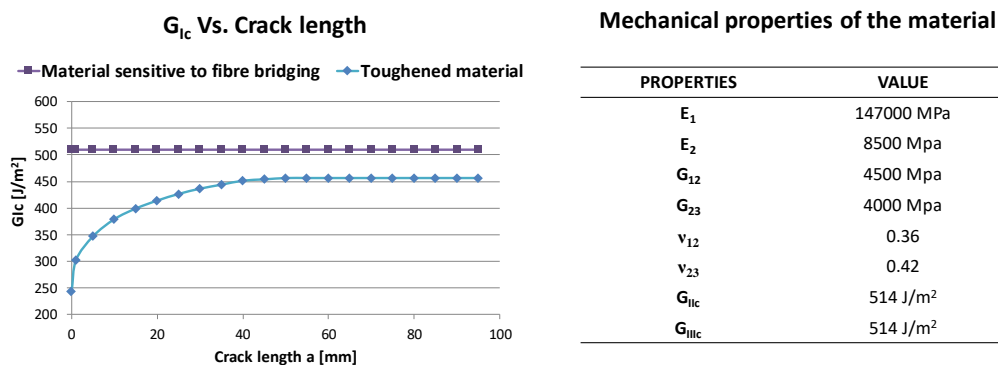 G_Ic Vs. Crack length
Material sensitive to fibre bridging Toughened material
600
550
500
450
400
350
300
250
200
GIc [J/m²]
0 20 40 60 80 100
Crack length a [mm]
Mechanical properties of the material
PROPERTIES VALUE
E₁ 147000 MPa
E₂ 8500 Mpa
G₁₂ 4500 Mpa
G₂₃ 4000 Mpa
ν₁₂ 0.36
ν₂₃ 0.42
G_IIc 514 J/m²
G_IIIc 514 J/m²